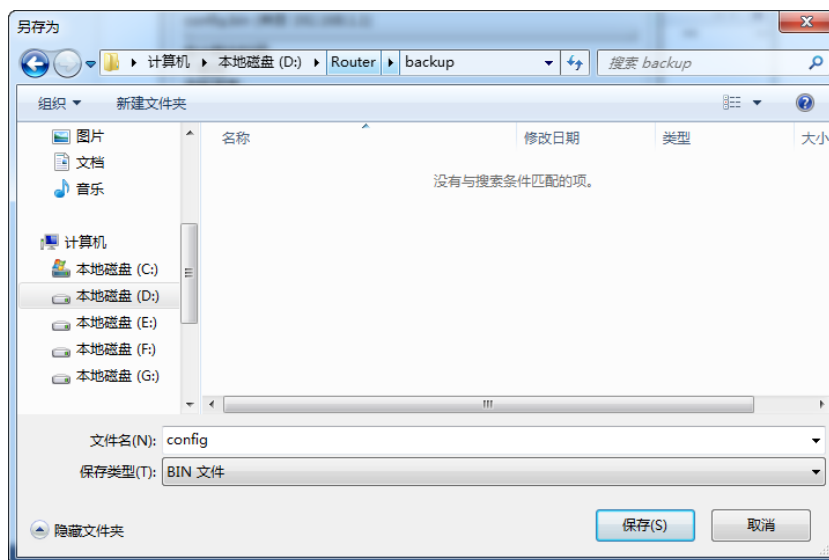 另存为
计算机 本地磁盘 (D:) Router backup
搜索 backup
组织 新建文件夹
图片
文档
音乐
计算机
本地磁盘 (C:)
本地磁盘 (D:)
本地磁盘 (E:)
本地磁盘 (F:)
本地磁盘 (G:)
名称 修改日期 类型 大小
没有与搜索条件匹配的项。
文件名(N): config
保存类型(T): BIN 文件
隐藏文件夹 保存(S) 取消